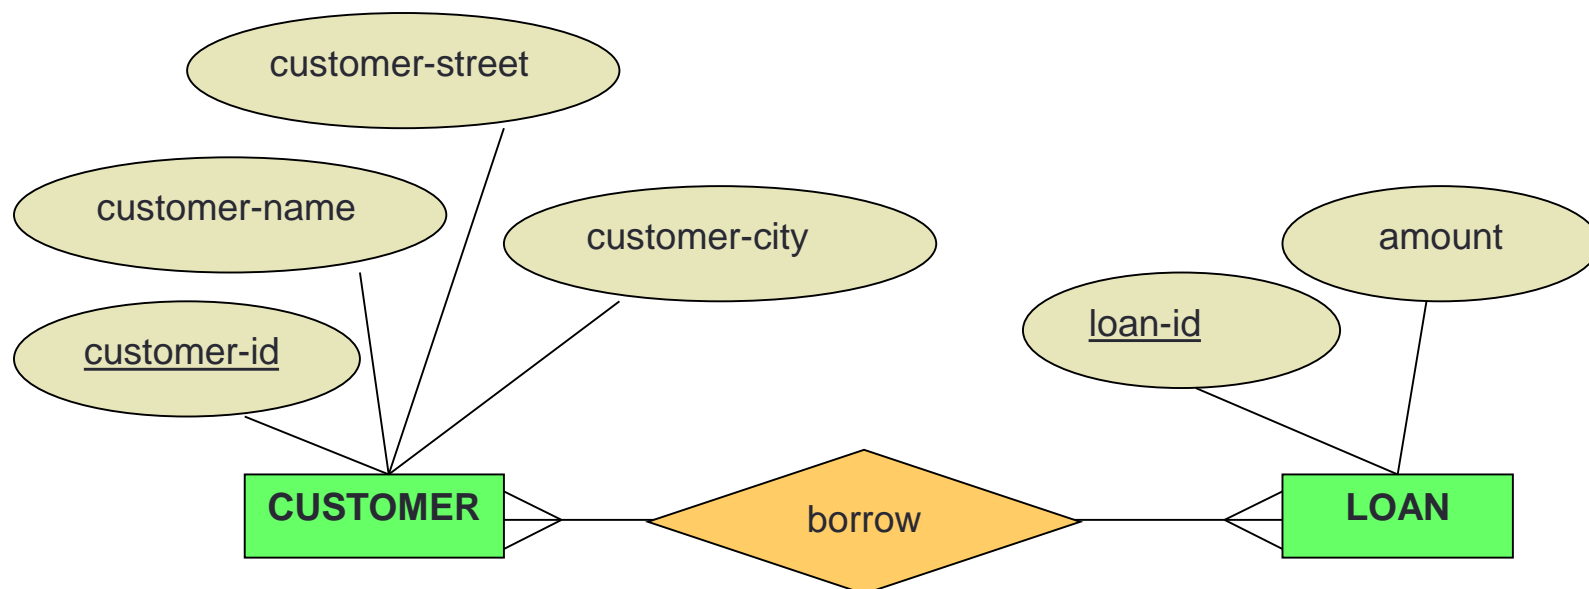 customer-street
customer-name
customer-city
amount
loan-id
customer-id
CUSTOMER
borrow
LOAN